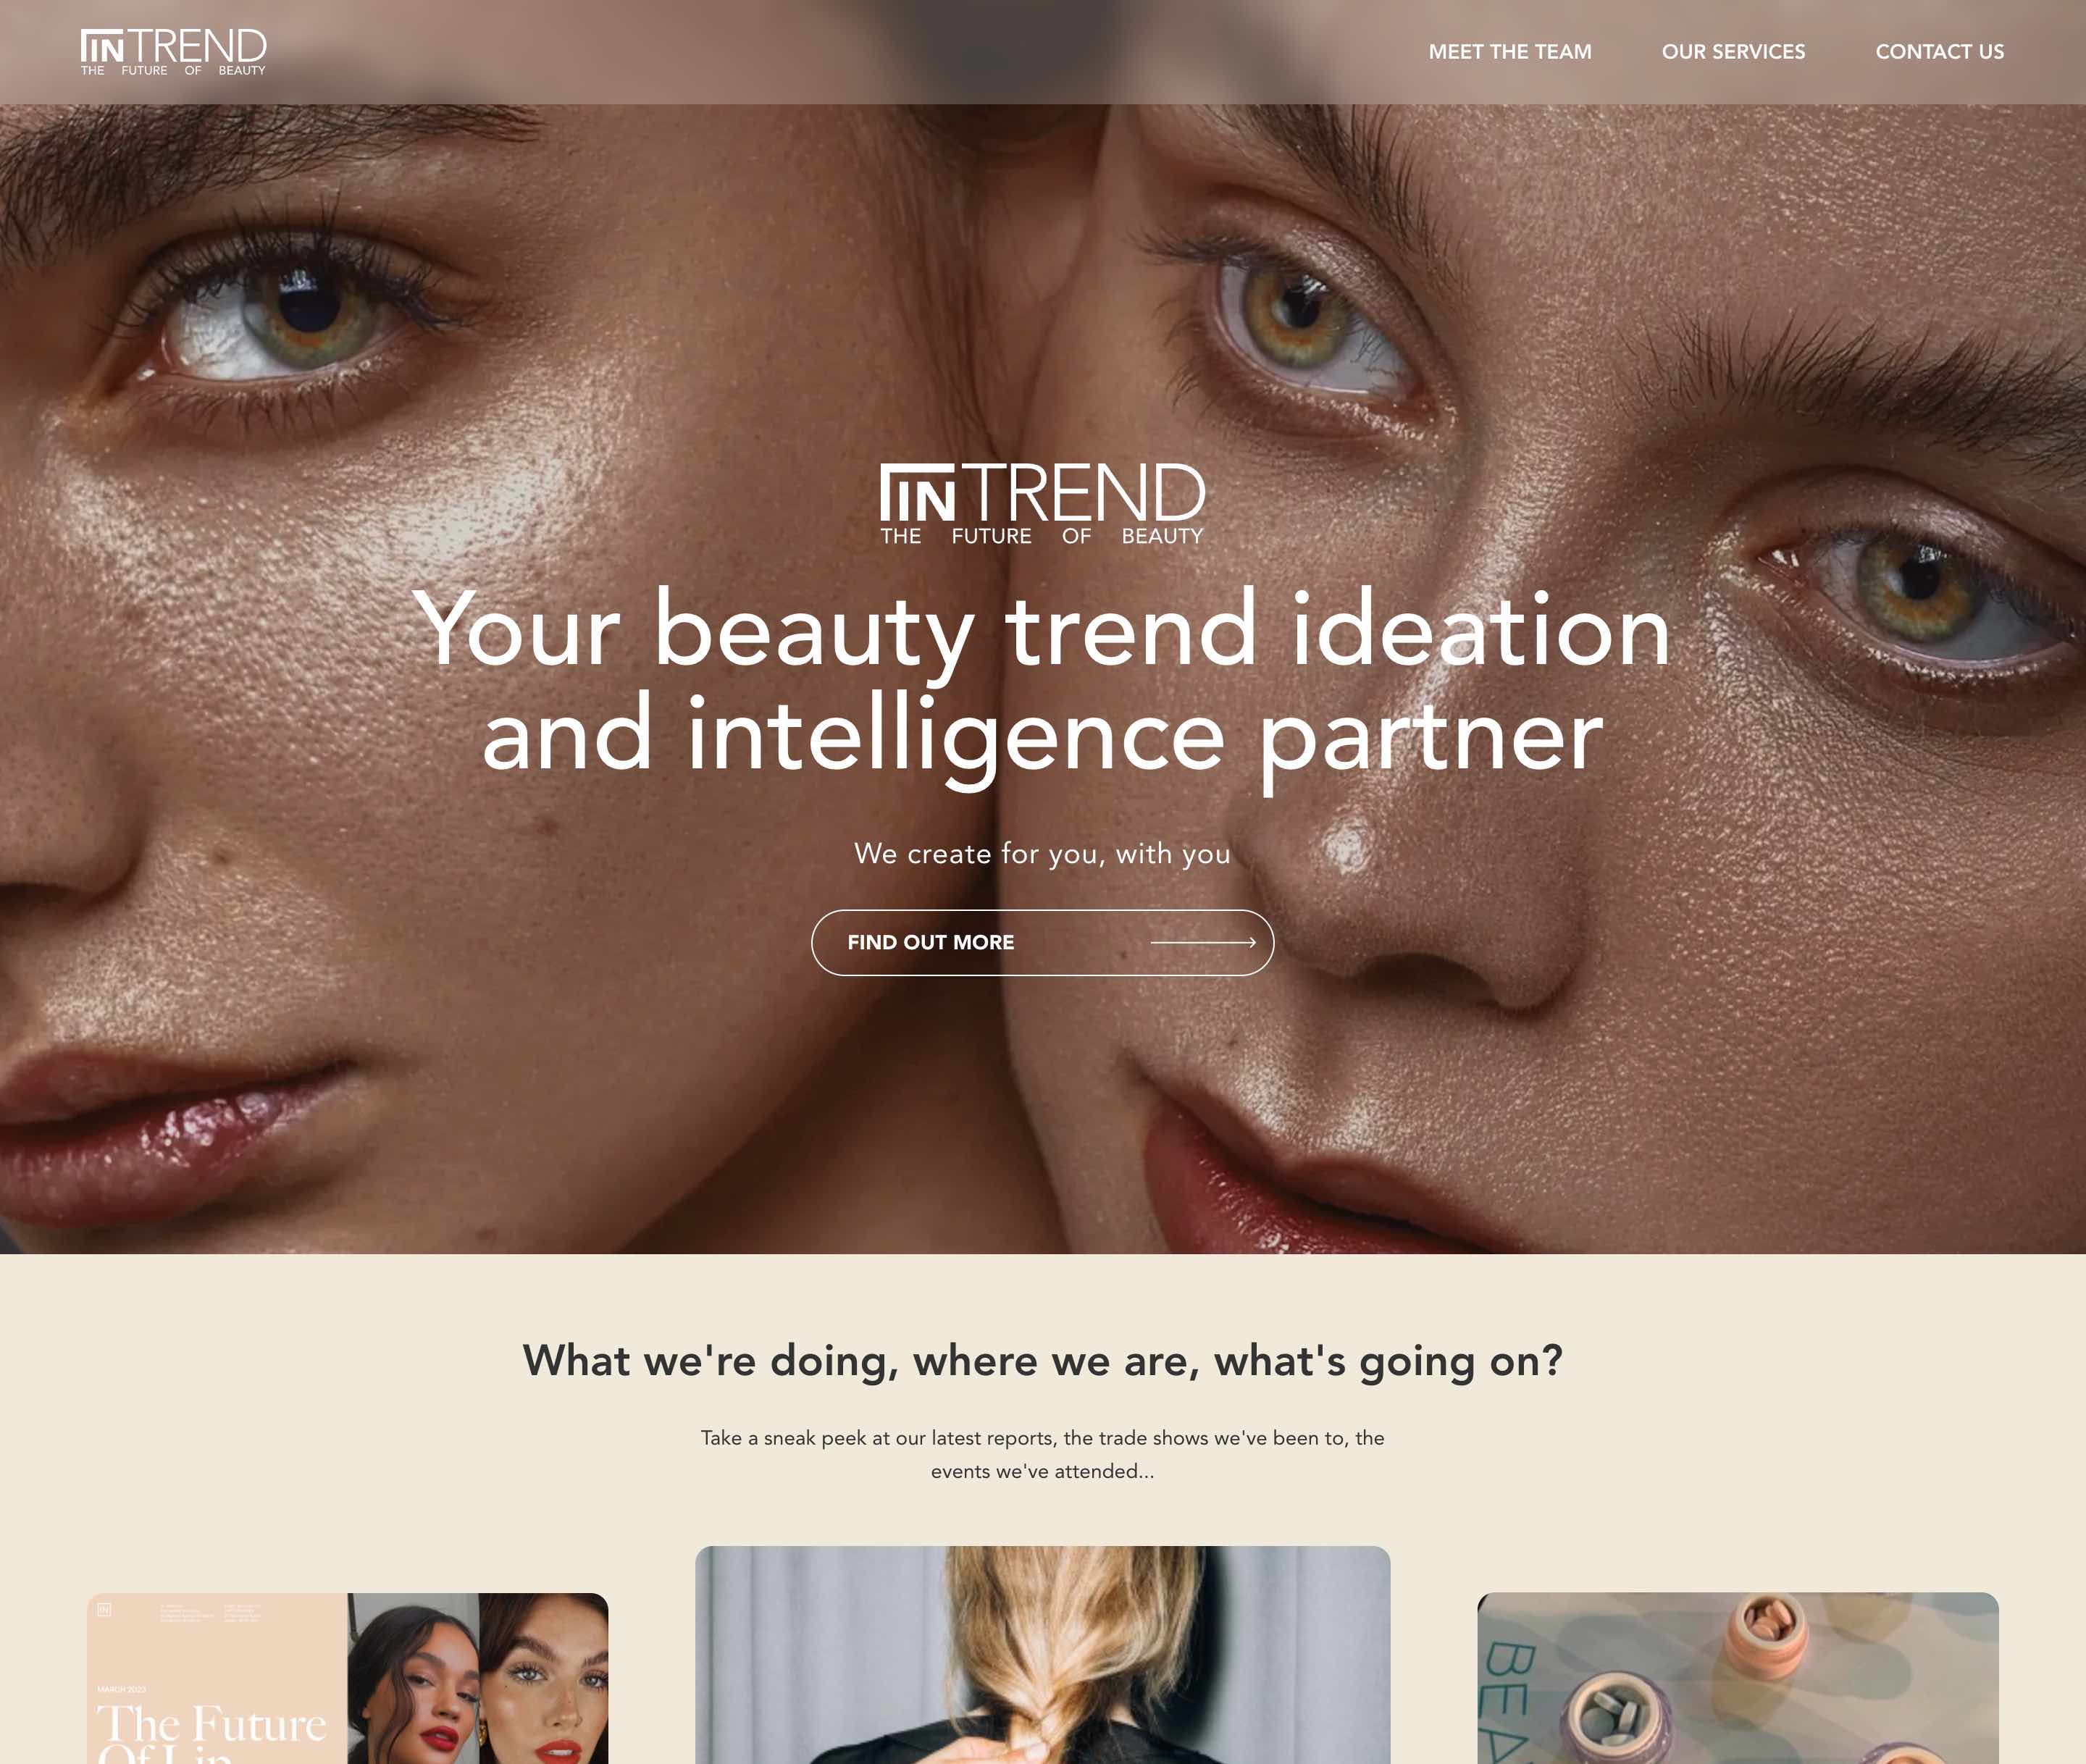 INTREND
THE FUTURE OF BEAUTY
MEET THE TEAM
OUR SERVICES
CONTACT US
INTREND
THE FUTURE OF BEAUTY
Your beauty trend ideation
and intelligence partner
We create for you, with you
FIND OUT MORE
What we're doing, where we are, what's going on?
Take a sneak peek at our latest reports, the trade shows we've been to, the
events we've attended...
IN
MARCH 2023
The Future
Of Lip
BEA